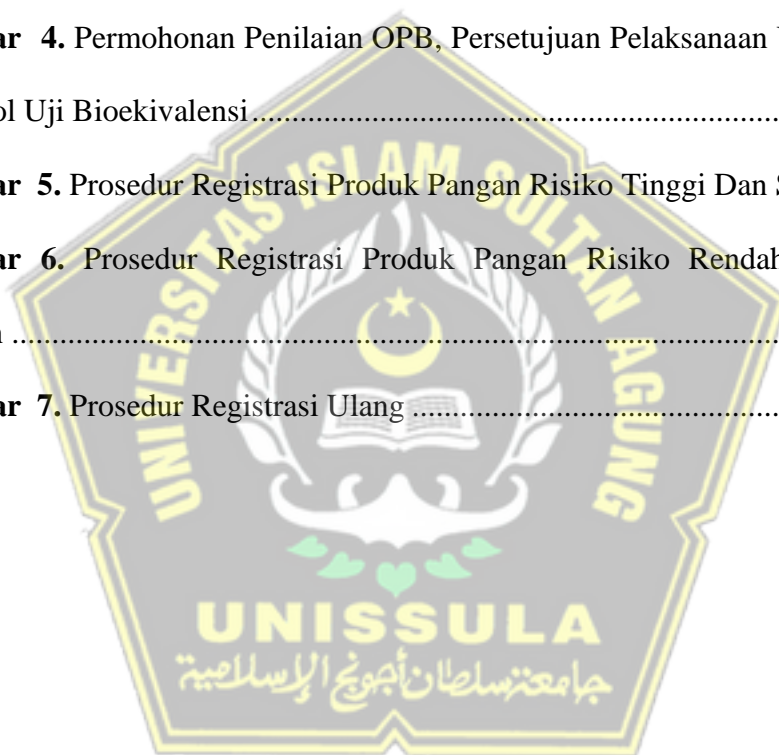 ar 4. Permohonan Penilaian OPB, Persetujuan Pelaksanaan
ol Uji Bioekivalensi..........................................................................
ar 5. Prosedur Registrasi Produk Pangan Risiko Tinggi Dan
ar 6. Prosedur Registrasi Produk Pangan Risiko Rendah
..........................................................................................................
ar 7. Prosedur Registrasi Ulang ......................................................
UNIVERSITAS ISLAM SULTAN AGUNG
UNISSULA
جامعتنسلطان أجونج الإسلامية